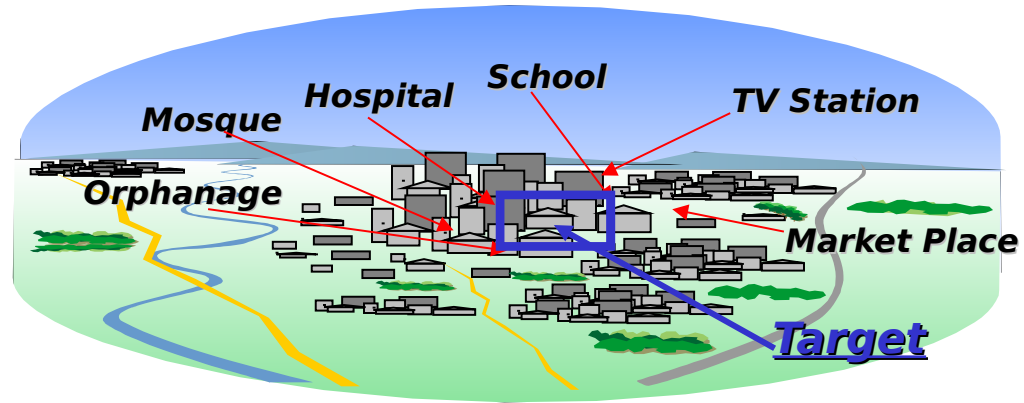 School
Hospital
TV Station
Mosque
Orphanage
Market Place
Target